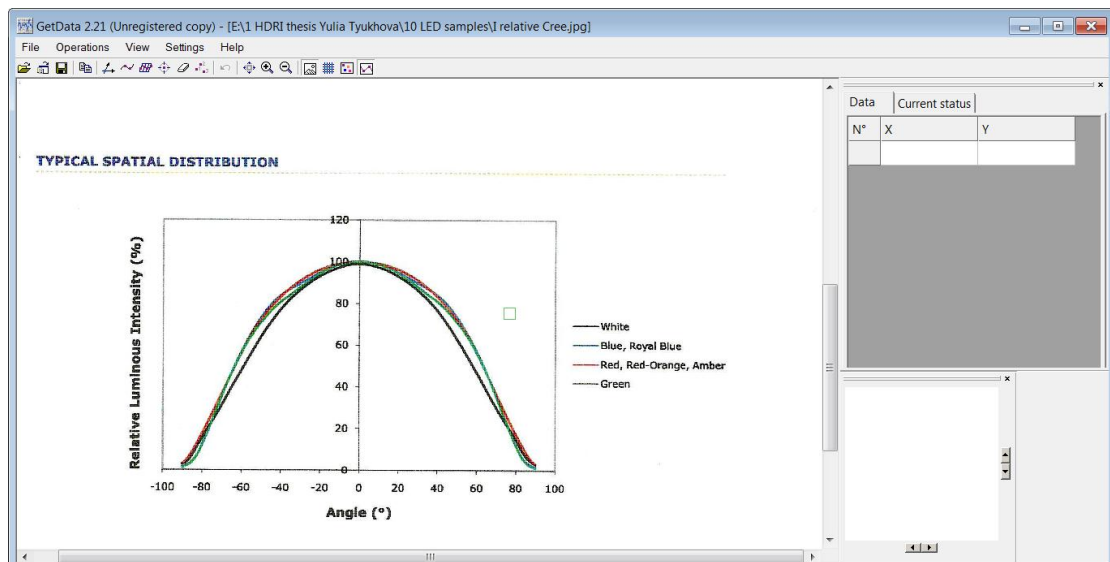 GetData 2.21 (Unregistered copy) - [E:\1 HDRI thesis Yulia Tyukhova\10 LED samples\I relative Cree.jpg]
File Operations View Settings Help
Data Current status
N° X Y
TYPICAL SPATIAL DISTRIBUTION
Relative Luminous Intensity (%)
120
100
80
60
40
20
0
-100 -80 -60 -40 -20 0 20 40 60 80 100
Angle (°)
White
Blue, Royal Blue
Red, Red-Orange, Amber
Green